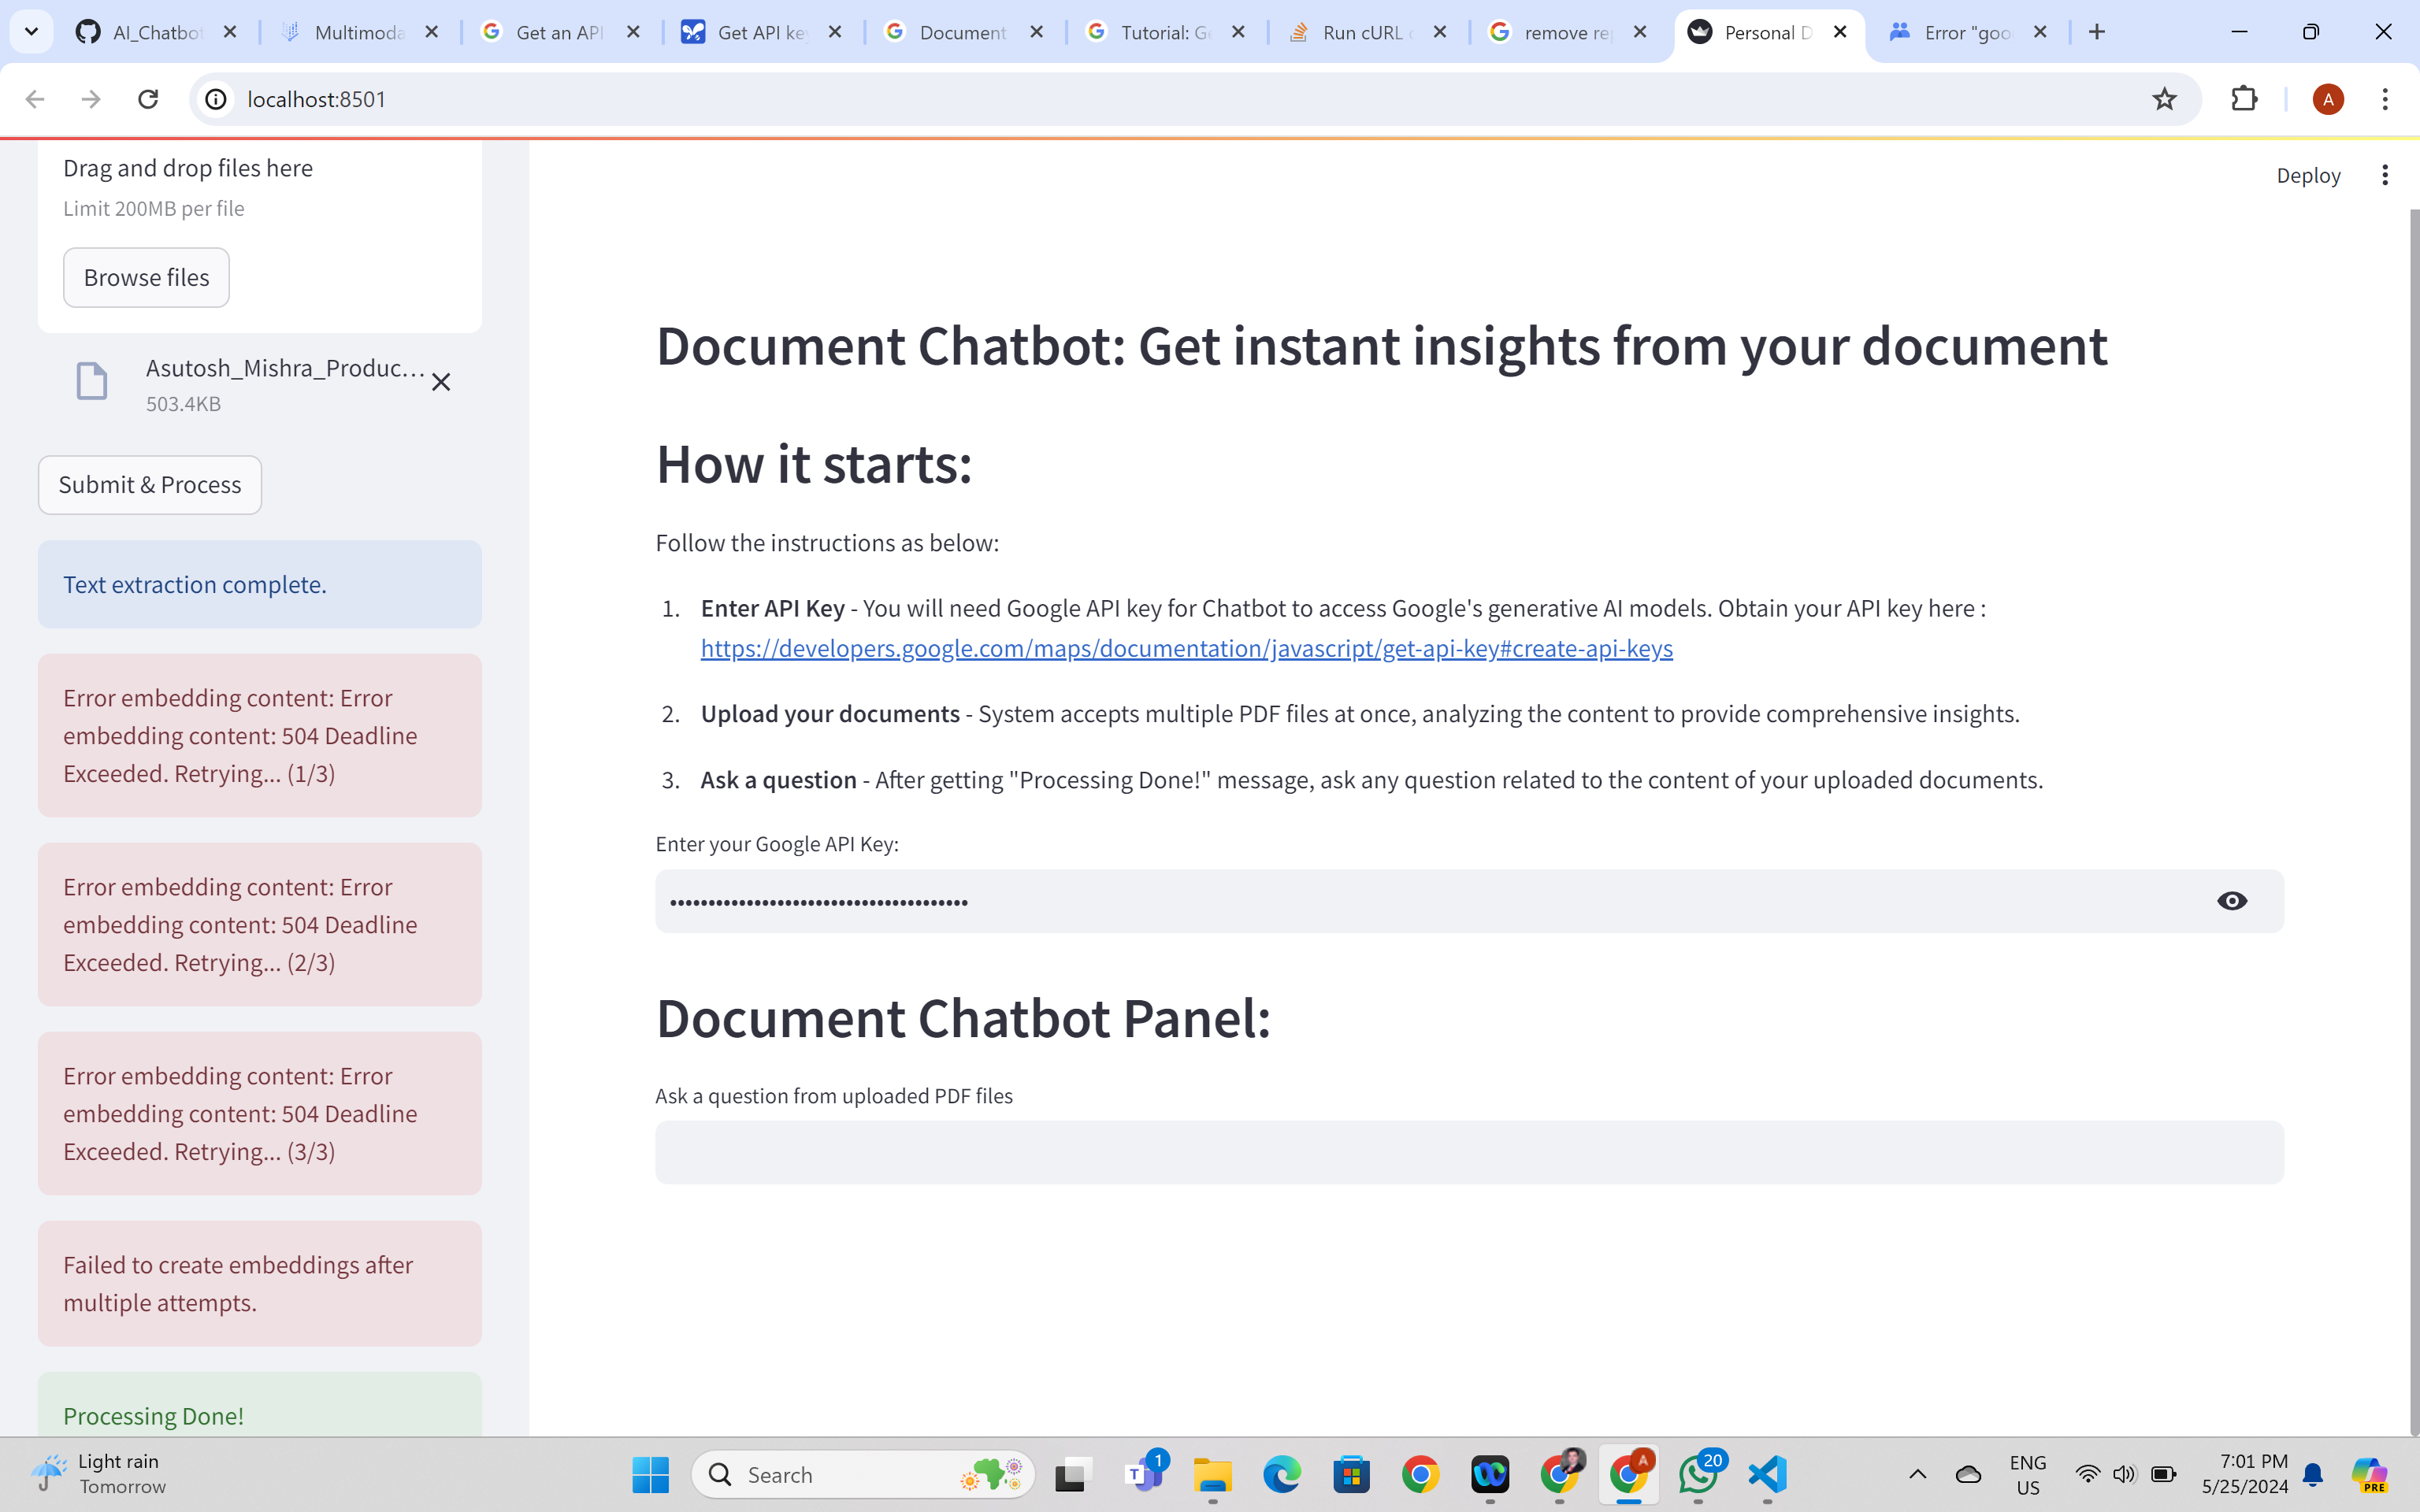 AI_Chatbot
Multimoda
Get an API
Get API key
Document
Tutorial: Ge
Run cURL c
remove rep
Personal D
Error "goo
localhost:8501
A
Deploy
Drag and drop files here
Limit 200MB per file
Browse files
Asutosh_Mishra_Produc...
503.4KB
Submit & Process
Text extraction complete.
Error embedding content: Error
embedding content: 504 Deadline
Exceeded. Retrying... (1/3)
Error embedding content: Error
embedding content: 504 Deadline
Exceeded. Retrying... (2/3)
Error embedding content: Error
embedding content: 504 Deadline
Exceeded. Retrying... (3/3)
Failed to create embeddings after
multiple attempts.
Processing Done!
Document Chatbot: Get instant insights from your document
How it starts:
Follow the instructions as below:
1. Enter API Key - You will need Google API key for Chatbot to access Google's generative AI models. Obtain your API key here :
https://developers.google.com/maps/documentation/javascript/get-api-key#create-api-keys
2. Upload your documents - System accepts multiple PDF files at once, analyzing the content to provide comprehensive insights.
3. Ask a question - After getting "Processing Done!" message, ask any question related to the content of your uploaded documents.
Enter your Google API Key:
Document Chatbot Panel:
Ask a question from uploaded PDF files
Light rain
Tomorrow
Search
1
A
20
ENG
US
7:01 PM
5/25/2024
PRE